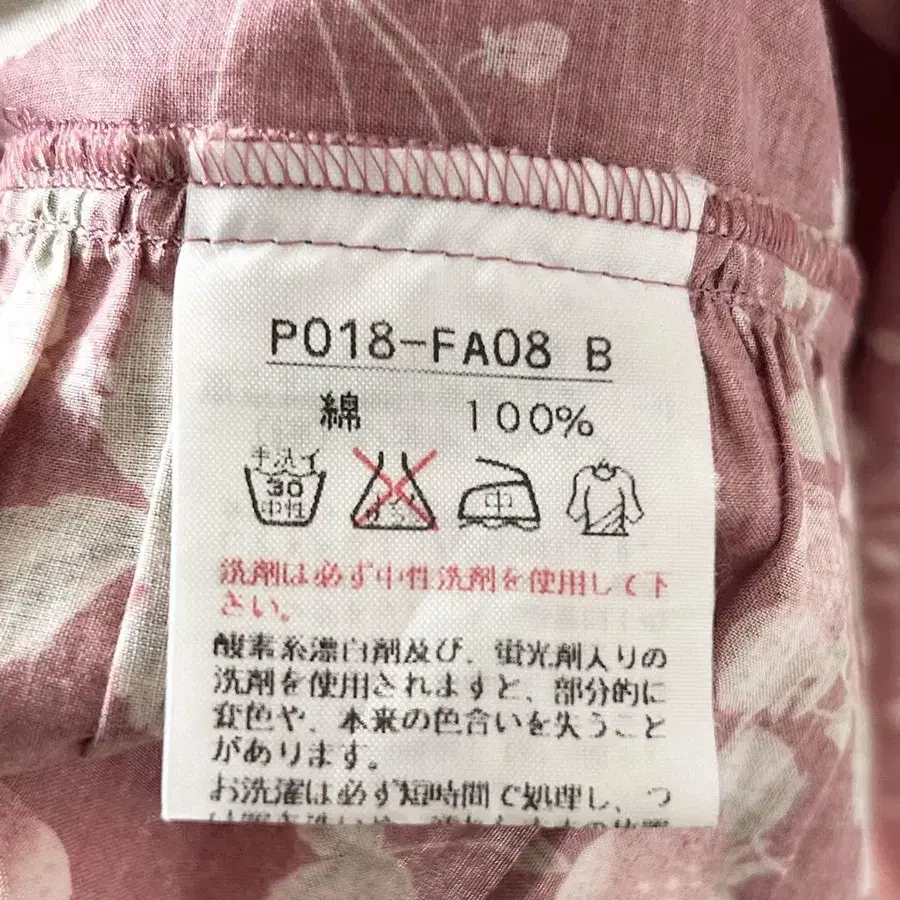 P018-FA08 B
綿 100%
手洗イ
30
中性
中
洗剤は必ず中性洗剤を使用して下
さい。
酸素系漂白剤及び、蛍光剤入りの
洗剤を使用されますと、部分的に
変色や、本来の色合いを失うこと
があります。
お洗濯は必ず短時間で処理し、つ